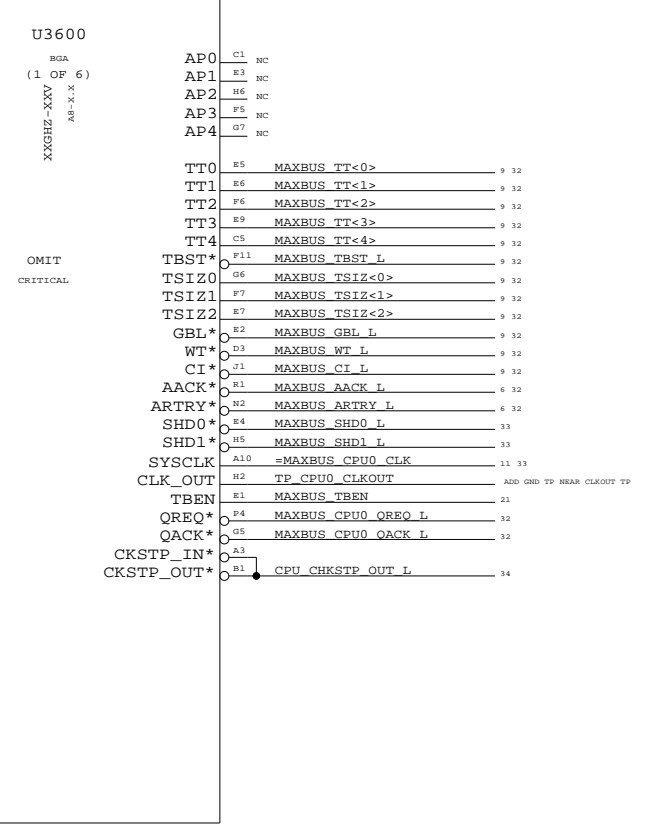 U3600
BGA
(1 OF 6)
XXGHZ-XXV
A8-X.X
OMIT
CRITICAL
AP0 C1 NC
AP1 E3 NC
AP2 H6 NC
AP3 F5 NC
AP4 G7 NC
TT0 E5 MAXBUS_TT<0> 9 32
TT1 E6 MAXBUS_TT<1> 9 32
TT2 F6 MAXBUS_TT<2> 9 32
TT3 E9 MAXBUS_TT<3> 9 32
TT4 C5 MAXBUS_TT<4> 9 32
TBST* F11 MAXBUS_TBST_L 9 32
TSIZ0 G6 MAXBUS_TSIZ<0> 9 32
TSIZ1 F7 MAXBUS_TSIZ<1> 9 32
TSIZ2 E7 MAXBUS_TSIZ<2> 9 32
GBL* E2 MAXBUS_GBL_L 9 32
WT* D3 MAXBUS_WT_L 9 32
CI* J1 MAXBUS_CI_L 9 32
AACK* R1 MAXBUS_AACK_L 6 32
ARTRY* N2 MAXBUS_ARTRY_L 6 32
SHD0* E4 MAXBUS_SHD0_L 33
SHD1* H5 MAXBUS_SHD1_L 33
SYSCLK A10 =MAXBUS_CPU0_CLK 11 33
CLK_OUT H2 TP_CPU0_CLKOUT ADD GND TP NEAR CLKOUT TP
TBEN E1 MAXBUS_TBEN 21
QREQ* P4 MAXBUS_CPU0_QREQ_L 32
QACK* G5 MAXBUS_CPU0_QACK_L 32
CKSTP_IN* A3
CKSTP_OUT* B1 CPU_CHKSTP_OUT_L 34